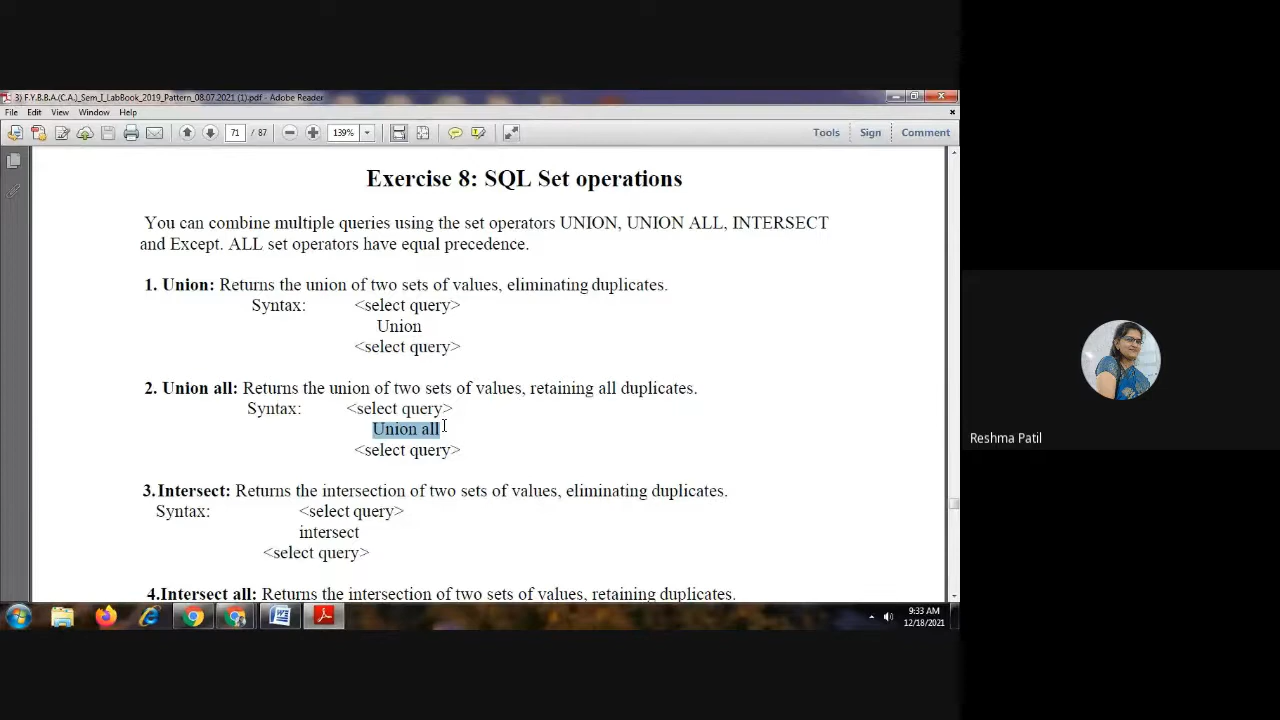 3) F.Y.B.B.A.(C.A.)_Sem_I_LabBook_2019_Pattern_08.07.2021 (1).pdf - Adobe Reader
File Edit View Window Help
71 / 87 139% Tools Sign Comment
Exercise 8: SQL Set operations
You can combine multiple queries using the set operators UNION, UNION ALL, INTERSECT
and Except. ALL set operators have equal precedence.
1. Union: Returns the union of two sets of values, eliminating duplicates.
Syntax: <select query>
Union
<select query>
2. Union all: Returns the union of two sets of values, retaining all duplicates.
Syntax: <select query>
Union all
<select query>
3. Intersect: Returns the intersection of two sets of values, eliminating duplicates.
Syntax: <select query>
intersect
<select query>
4.Intersect all: Returns the intersection of two sets of values, retaining duplicates.
Reshma Patil
9:33 AM
12/18/2021